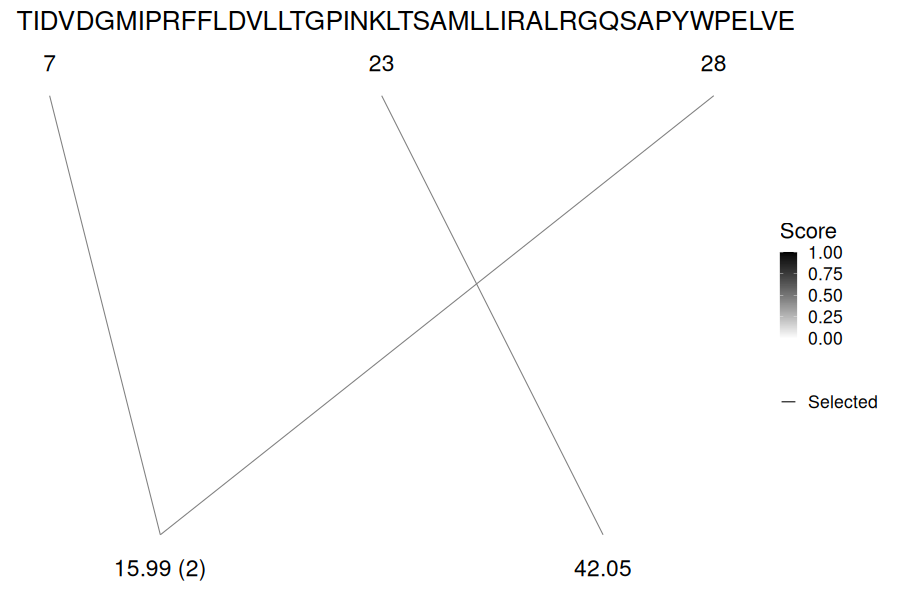 TIDVDGMIPRFFLDVLLTGPINKLTSAMLLIRALRGQSAPYWPELVE
7 23 28
Score
1.00
0.75
0.50
0.25
0.00
Selected
15.99 (2) 42.05